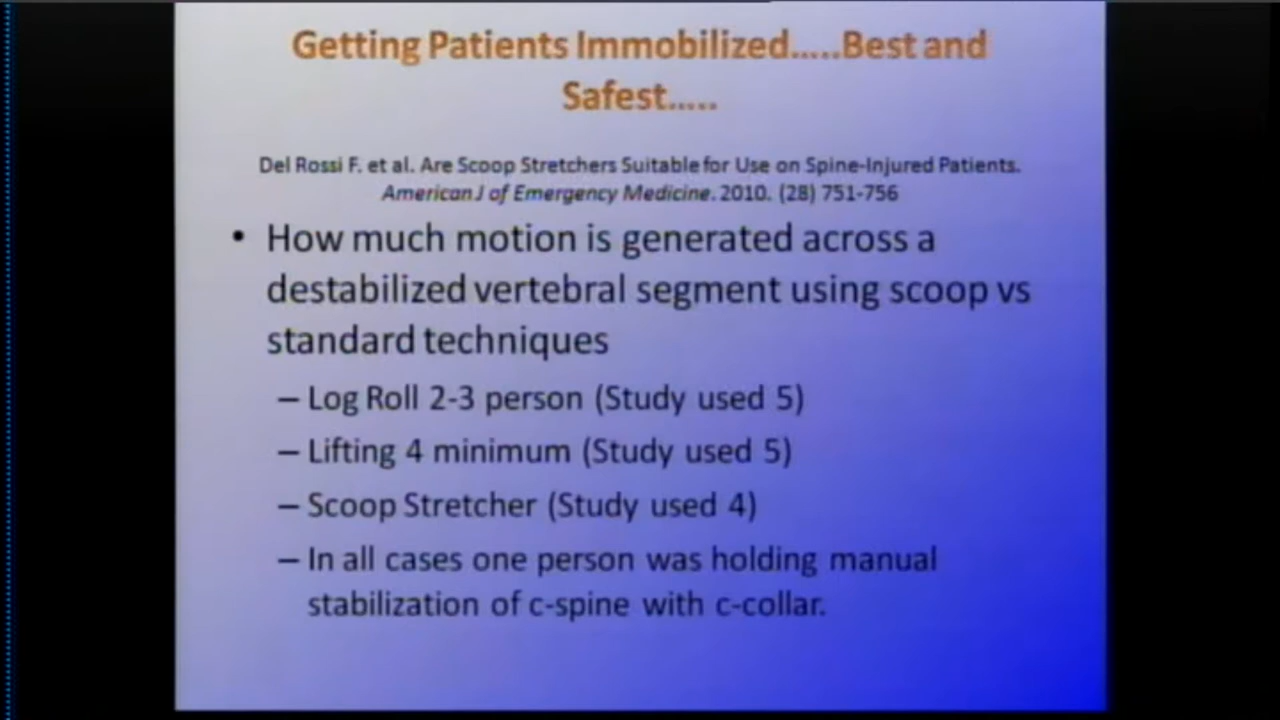 Getting Patients Immobilized.....Best and
Safest.....
Del Rossi F. et al. Are Scoop Stretchers Suitable for Use on Spine-Injured Patients.
American J of Emergency Medicine. 2010. (28) 751-756
• How much motion is generated across a
destabilized vertebral segment using scoop vs
standard techniques
– Log Roll 2-3 person (Study used 5)
– Lifting 4 minimum (Study used 5)
– Scoop Stretcher (Study used 4)
– In all cases one person was holding manual
stabilization of c-spine with c-collar.